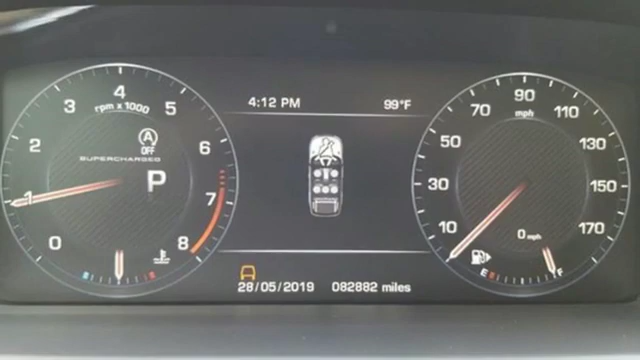 4:12 PM
99°F
0
1
2
3
4
5
6
7
8
rpm x 1000
A
OFF
SUPERCHARGED
P
10
30
50
70
90
110
130
150
170
mph
0 mph
E
F
28/05/2019
082882 miles